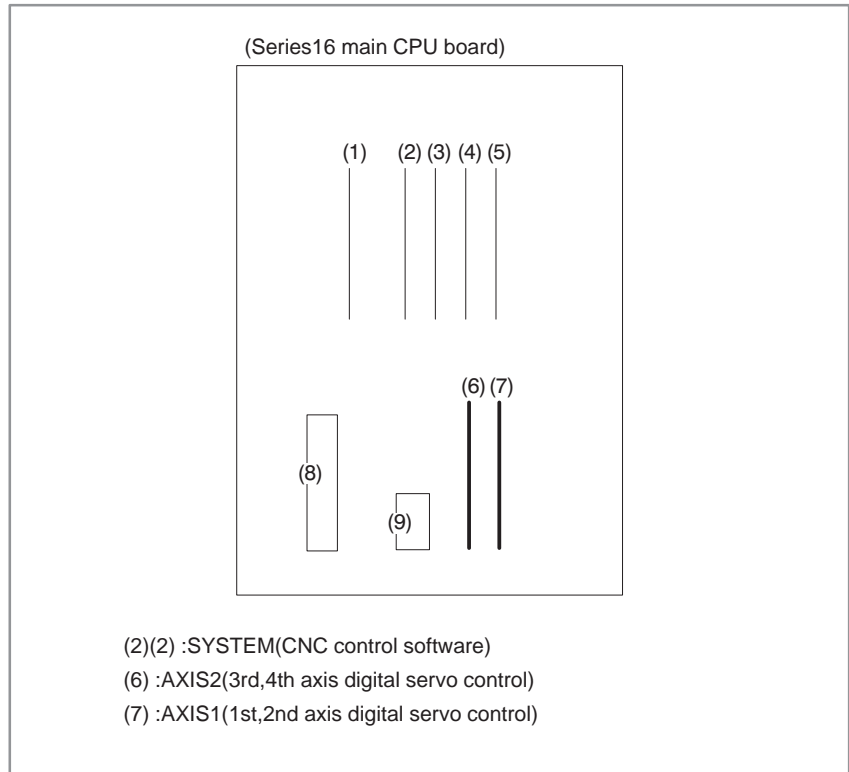 (Series16 main CPU board)
(1) (2) (3) (4) (5)
(6) (7)
(8)
(9)
(2)(2) :SYSTEM(CNC control software)
(6) :AXIS2(3rd,4th axis digital servo control)
(7) :AXIS1(1st,2nd axis digital servo control)